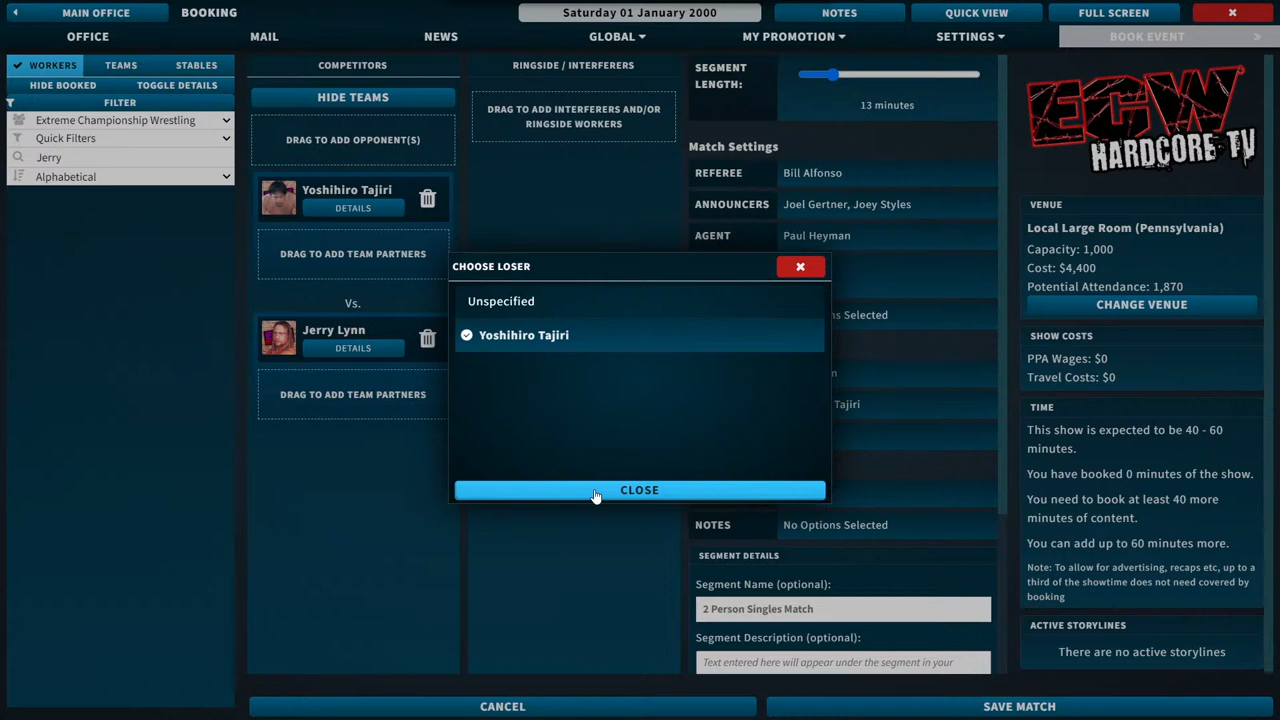 MAIN OFFICE
BOOKING
Saturday 01 January 2000
NOTES
QUICK VIEW
FULL SCREEN
OFFICE
MAIL
NEWS
GLOBAL
MY PROMOTION
SETTINGS
BOOK EVENT
WORKERS
TEAMS
STABLES
HIDE BOOKED
TOGGLE DETAILS
FILTER
Extreme Championship Wrestling
Quick Filters
Jerry
Alphabetical
COMPETITORS
HIDE TEAMS
DRAG TO ADD OPPONENT(S)
Yoshihiro Tajiri
DETAILS
DRAG TO ADD TEAM PARTNERS
Vs.
Jerry Lynn
DETAILS
DRAG TO ADD TEAM PARTNERS
RINGSIDE / INTERFERERS
DRAG TO ADD INTERFERERS AND/OR
RINGSIDE WORKERS
CHOOSE LOSER
Unspecified
Yoshihiro Tajiri
CLOSE
SEGMENT
LENGTH:
13 minutes
Match Settings
REFEREE
Bill Alfonso
ANNOUNCERS
Joel Gertner, Joey Styles
AGENT
Paul Heyman
ns Selected
n
Tajiri
NOTES
No Options Selected
SEGMENT DETAILS
Segment Name (optional):
2 Person Singles Match
Segment Description (optional):
Text entered here will appear under the segment in your
ECW
HARDCORE TV
VENUE
Local Large Room (Pennsylvania)
Capacity: 1,000
Cost: $4,400
Potential Attendance: 1,870
CHANGE VENUE
SHOW COSTS
PPA Wages: $0
Travel Costs: $0
TIME
This show is expected to be 40 - 60
minutes.
You have booked 0 minutes of the show.
You need to book at least 40 more
minutes of content.
You can add up to 60 minutes more.
Note: To allow for advertising, recaps etc, up to a
third of the showtime does not need covered by
booking
ACTIVE STORYLINES
There are no active storylines
CANCEL
SAVE MATCH